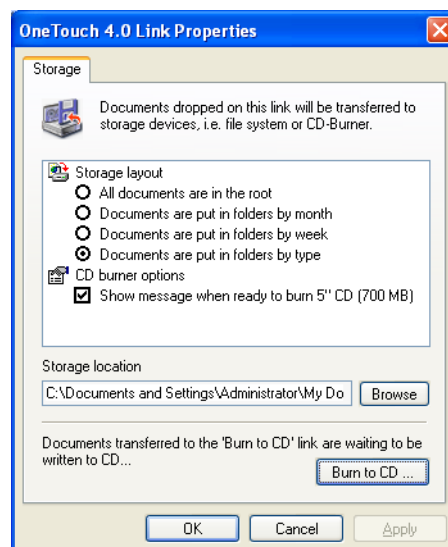 OneTouch 4.0 Link Properties
Storage
Documents dropped on this link will be transferred to
storage devices, i.e. file system or CD-Burner.
Storage layout
All documents are in the root
Documents are put in folders by month
Documents are put in folders by week
Documents are put in folders by type
CD burner options
Show message when ready to burn 5" CD (700 MB)
Storage location
C:\Documents and Settings\Administrator\My Do
Browse
Documents transferred to the 'Burn to CD' link are waiting to be
written to CD...
Burn to CD ...
OK
Cancel
Apply